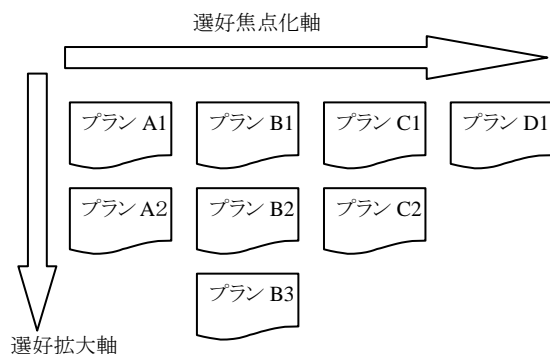 選好焦点化軸
プラン A1 プラン B1 プラン C1 プラン D1
プラン A2 プラン B2 プラン C2
プラン B3
選好拡大軸